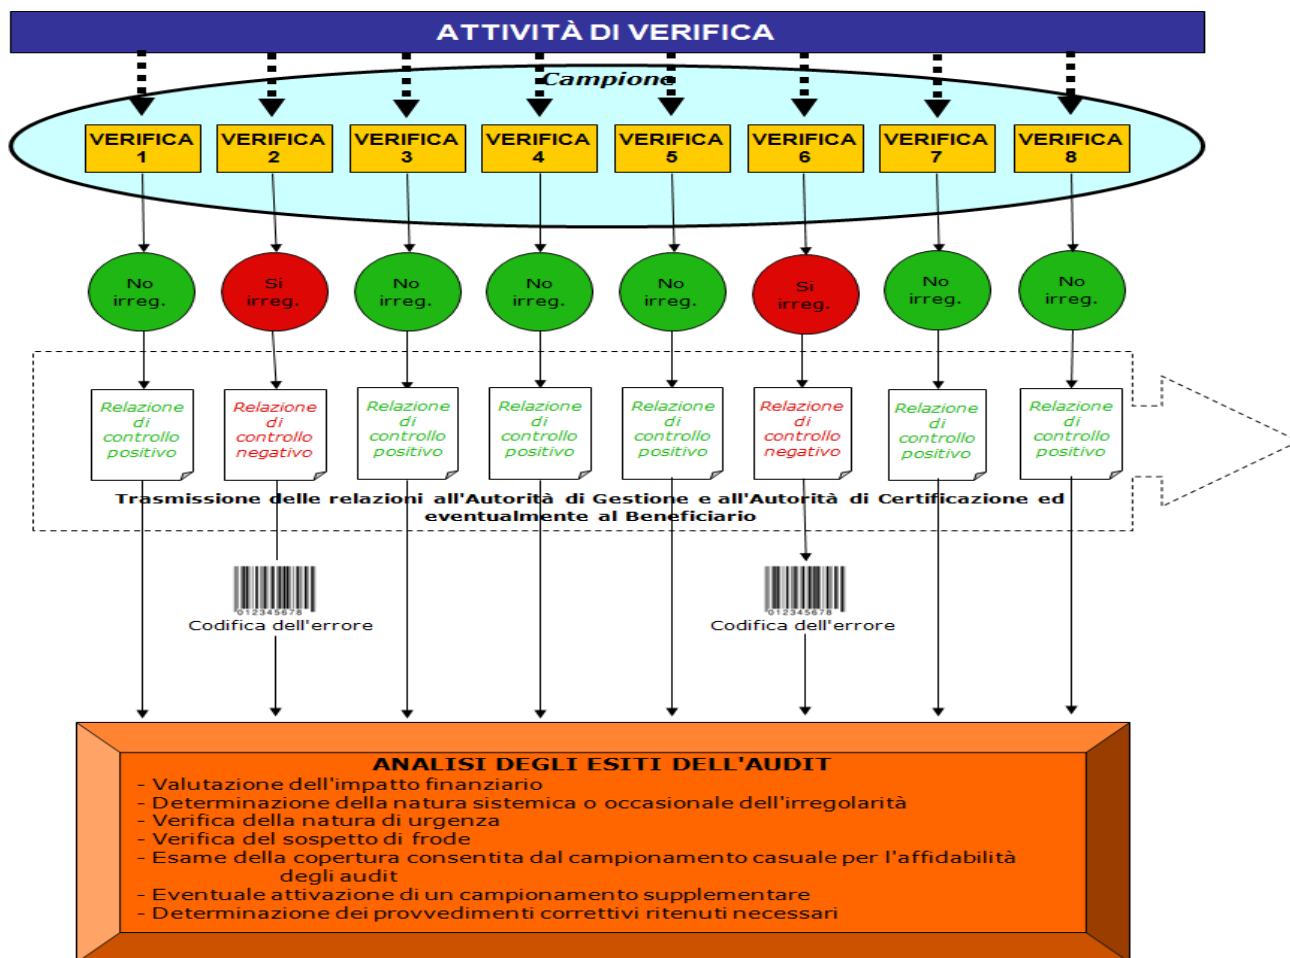 ATTIVITÀ DI VERIFICA
Campione
VERIFICA
1
VERIFICA
2
VERIFICA
3
VERIFICA
4
VERIFICA
5
VERIFICA
6
VERIFICA
7
VERIFICA
8
No
irreg.
Si
irreg.
No
irreg.
No
irreg.
No
irreg.
Si
irreg.
No
irreg.
No
irreg.
Relazione
di
controllo
positivo
Relazione
di
controllo
negativo
Relazione
di
controllo
positivo
Relazione
di
controllo
positivo
Relazione
di
controllo
positivo
Relazione
di
controllo
negativo
Relazione
di
controllo
positivo
Relazione
di
controllo
positivo
Trasmissione delle relazioni all'Autorità di Gestione e all'Autorità di Certificazione ed
eventualmente al Beneficiario
012345678
Codifica dell'errore
012345678
Codifica dell'errore
ANALISI DEGLI ESITI DELL'AUDIT
- Valutazione dell'impatto finanziario
- Determinazione della natura sistemica o occasionale dell'irregolarità
- Verifica della natura di urgenza
- Verifica del sospetto di frode
- Esame della copertura consentita dal campionamento casuale per l'affidabilità
degli audit
- Eventuale attivazione di un campionamento supplementare
- Determinazione dei provvedimenti correttivi ritenuti necessari